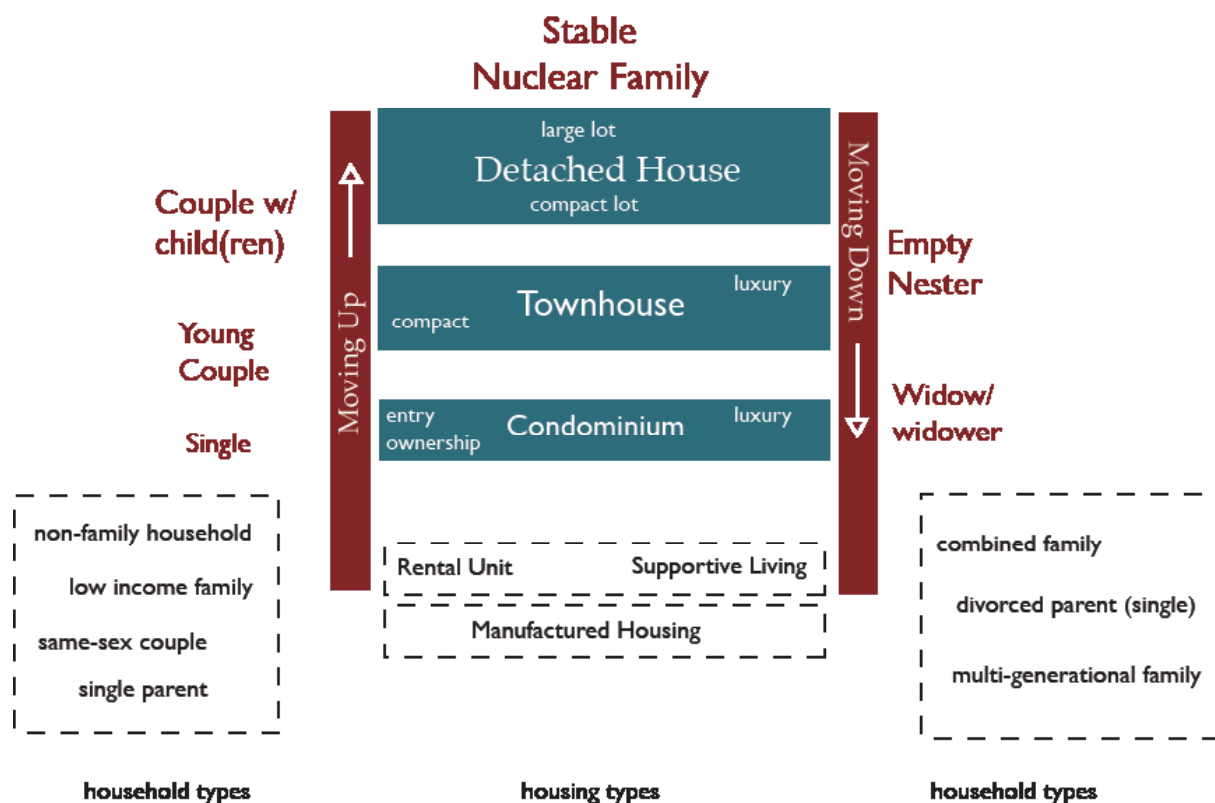 Stable
Nuclear Family
large lot
Detached House
compact lot
Moving Up
Moving Down
Couple w/
child(ren)
Empty
Nester
luxury
Townhouse
compact
Young
Couple
Widow/
widower
entry
ownership
Condominium
luxury
Single
non-family household
low income family
same-sex couple
single parent
Rental Unit
Supportive Living
Manufactured Housing
combined family
divorced parent (single)
multi-generational family
household types
housing types
household types